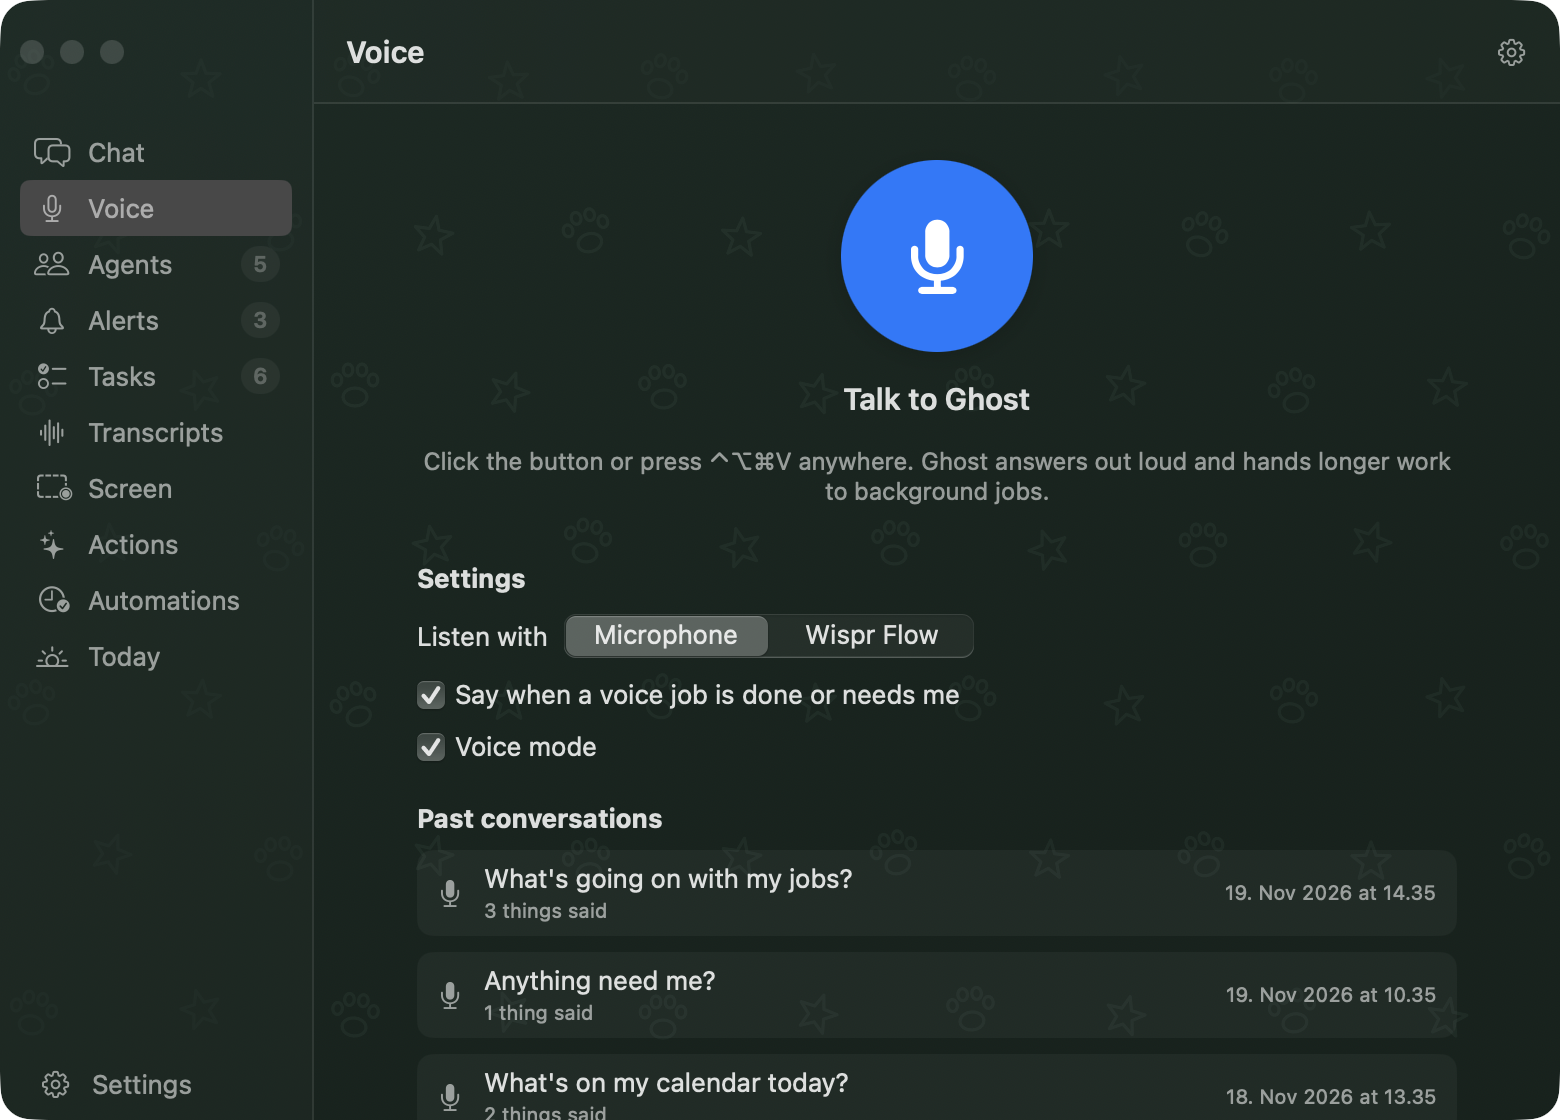 Voice
Chat
Voice
Agents 5
Alerts 3
Tasks 6
Transcripts
Screen
Actions
Automations
Today
Settings
Talk to Ghost
Click the button or press ^⌥⌘V anywhere. Ghost answers out loud and hands longer work
to background jobs.
Settings
Listen with Microphone Wispr Flow
Say when a voice job is done or needs me
Voice mode
Past conversations
What's going on with my jobs?
3 things said
19. Nov 2026 at 14.35
Anything need me?
1 thing said
19. Nov 2026 at 10.35
What's on my calendar today?
2 things said
18. Nov 2026 at 13.35